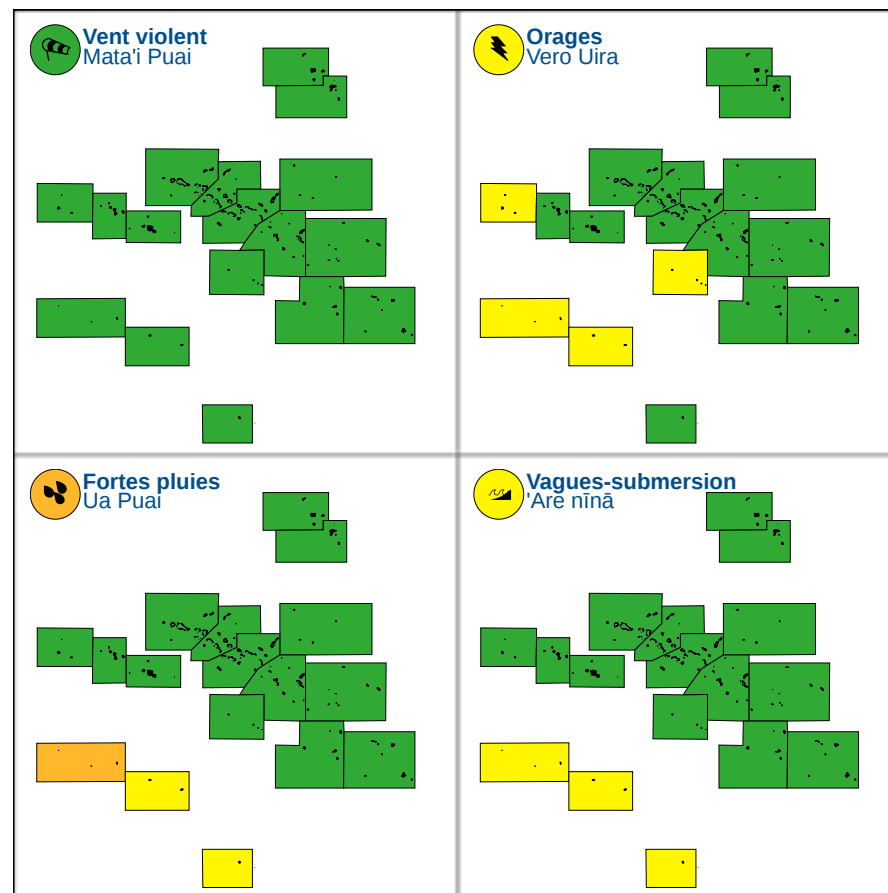 Vent violent
Mata'i Puai
Orages
Vero Uira
Fortes pluies
Ua Puai
Vagues-submersion
'Are nīnā